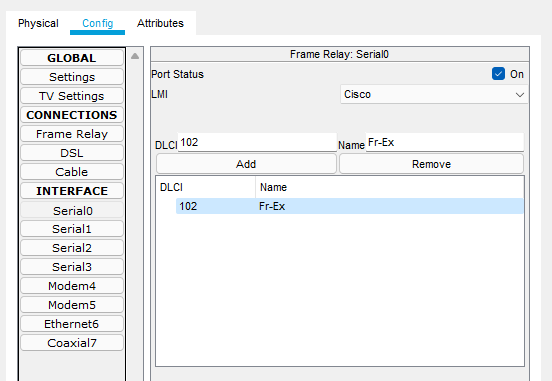 Physical Config Attributes
GLOBAL
Settings
TV Settings
CONNECTIONS
Frame Relay
DSL
Cable
INTERFACE
Serial0
Serial1
Serial2
Serial3
Modem4
Modem5
Ethernet6
Coaxial7
Frame Relay: Serial0
Port Status On
LMI Cisco
DLCI 102 Name Fr-Ex
Add Remove
DLCI Name
102 Fr-Ex